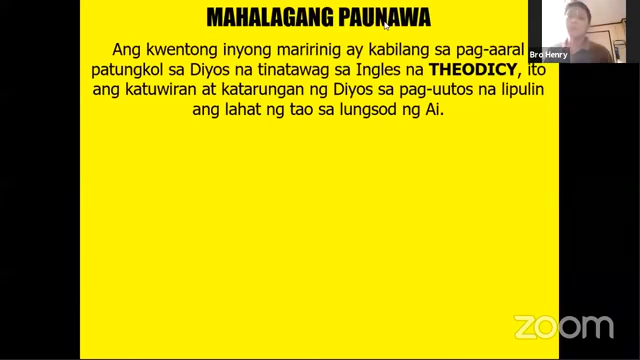 MAHALAGANG PAUNAWA
Ang kwentong inyong maririnig ay kabilang sa pag-aaral
patungkol sa Diyos na tinatawag sa Ingles na THEODICY, ito
ang katuwiran at katarungan ng Diyos sa pag-uutos na lipulin
ang lahat ng tao sa lungsod ng Ai.
Bro Henry
zoom